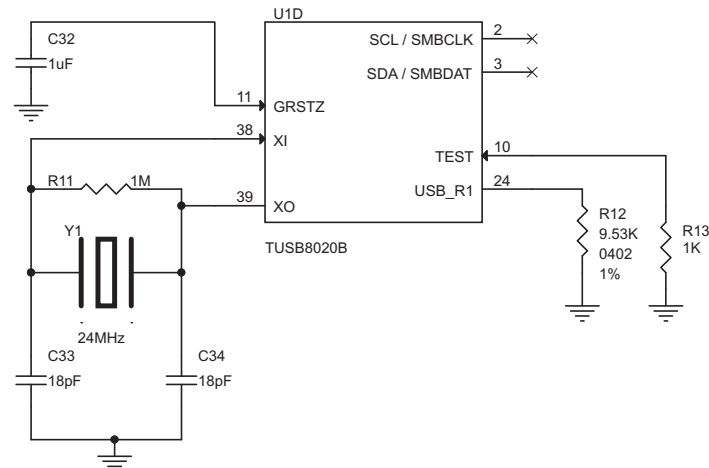 U1D
C32
1uF
SCL / SMBCLK
2
SDA / SMBDAT
3
11
GRSTZ
38
XI
TEST
10
R11
1M
39
XO
USB_R1
24
TUSB8020B
R12
9.53K
0402
1%
R13
1K
Y1
24MHz
C33
18pF
C34
18pF